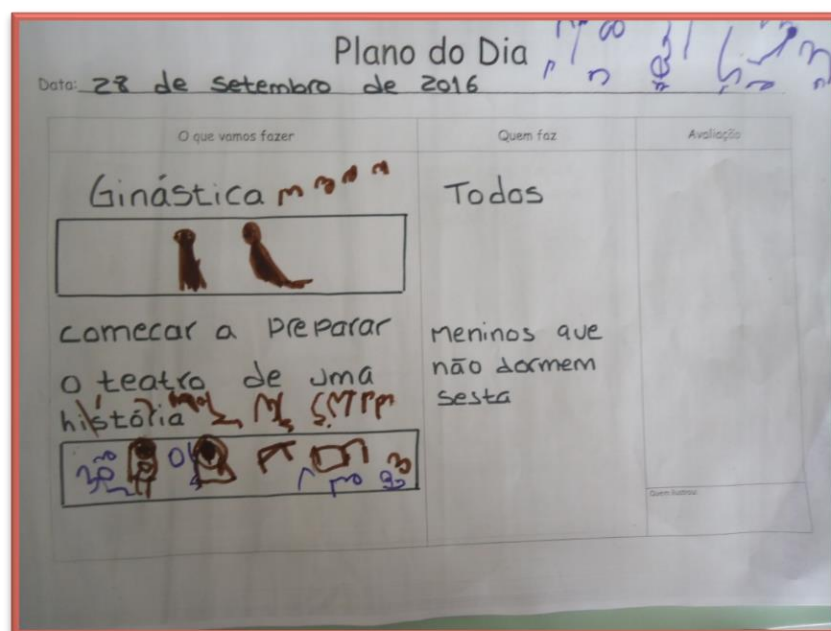 Plano do Dia
Data: 28 de setembro de 2016
O que vamos fazer
Quem faz
Avaliação
Ginástica
Todos
começar a preparar
o teatro de uma
história
meninos que
não dormem
sesta
Quem ilustrou